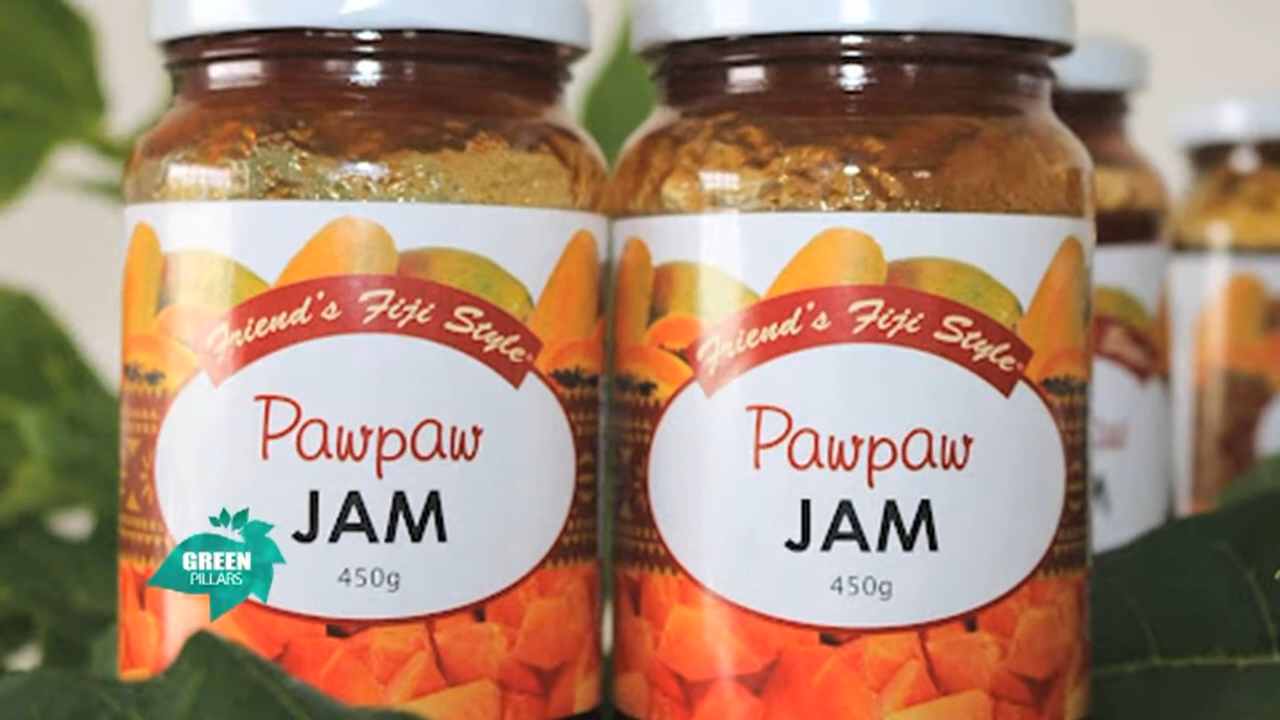 Friend's Fiji Style
Pawpaw
JAM
450g
Friend's Fiji Style
Pawpaw
JAM
450g
GREEN
PILLARS